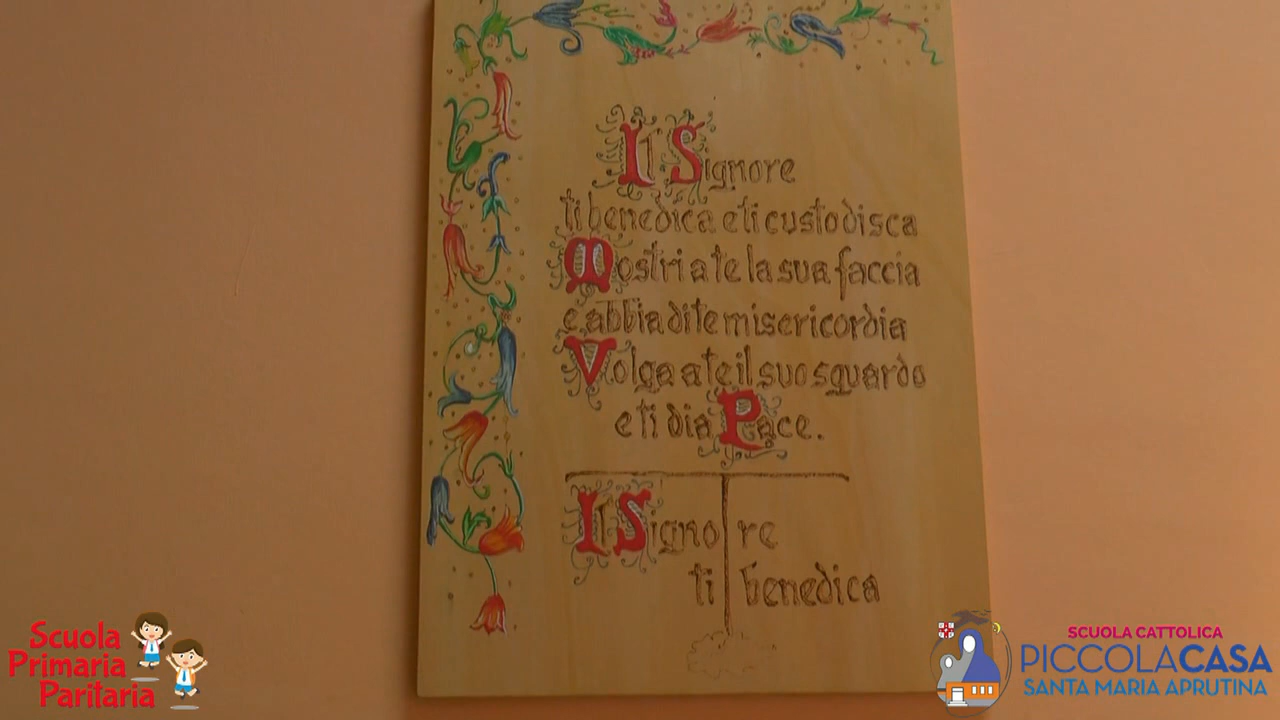 Il Signore
ti benedica e ti custodisca
Mostri a te la sua faccia
e abbia di te misericordia
Volga a te il suo sguardo
e ti dia Pace.
Il Signore
ti benedica
Scuola
Primaria
Paritaria
SCUOLA CATTOLICA
PICCOLACASA
SANTA MARIA APRUTINA